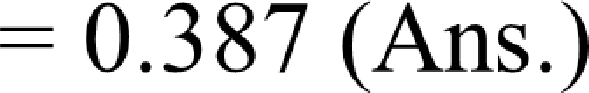 = 0.387 (Ans.)